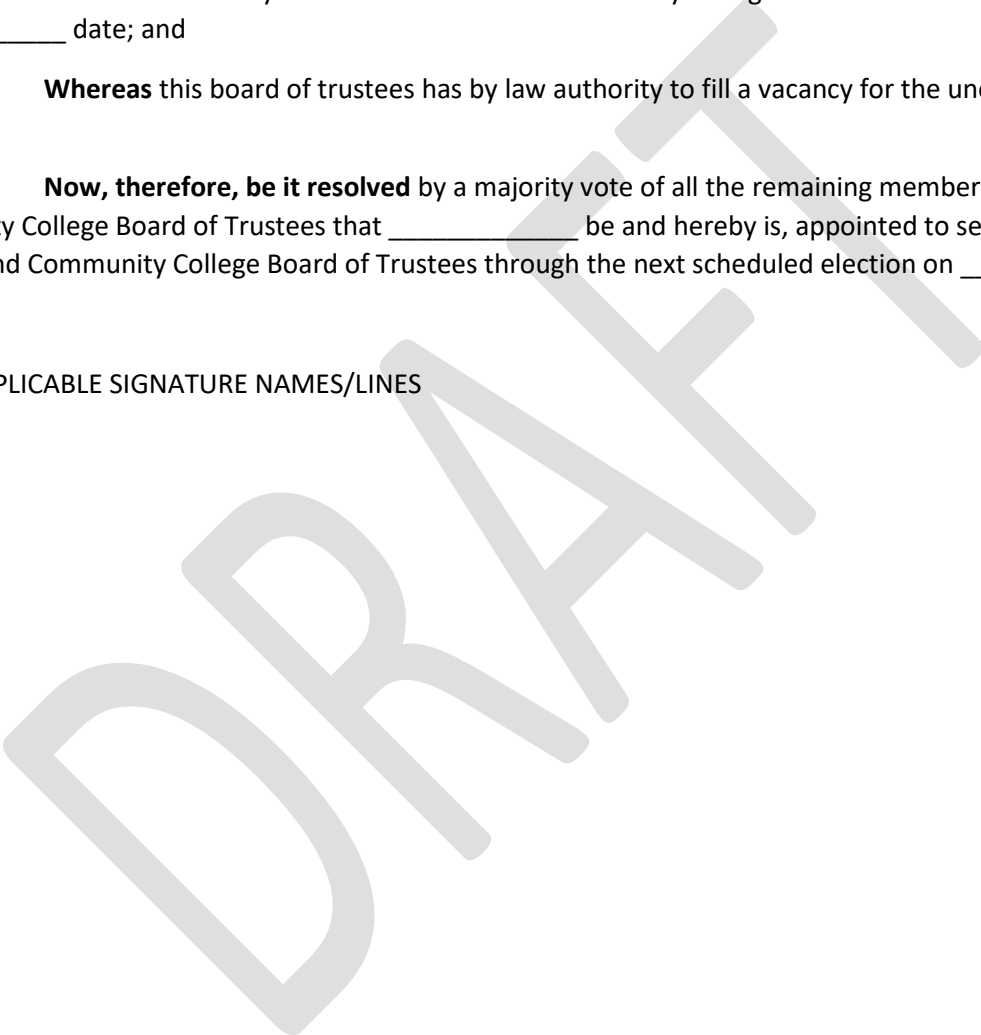 _____ date; and
Whereas this board of trustees has by law authority to fill a vacancy for the
Now, therefore, be it resolved by a majority vote of all the remaining member
ty College Board of Trustees that _____________ be and hereby is, appointed to se
nd Community College Board of Trustees through the next scheduled election on __
PLICABLE SIGNATURE NAMES/LINES
DRAFT